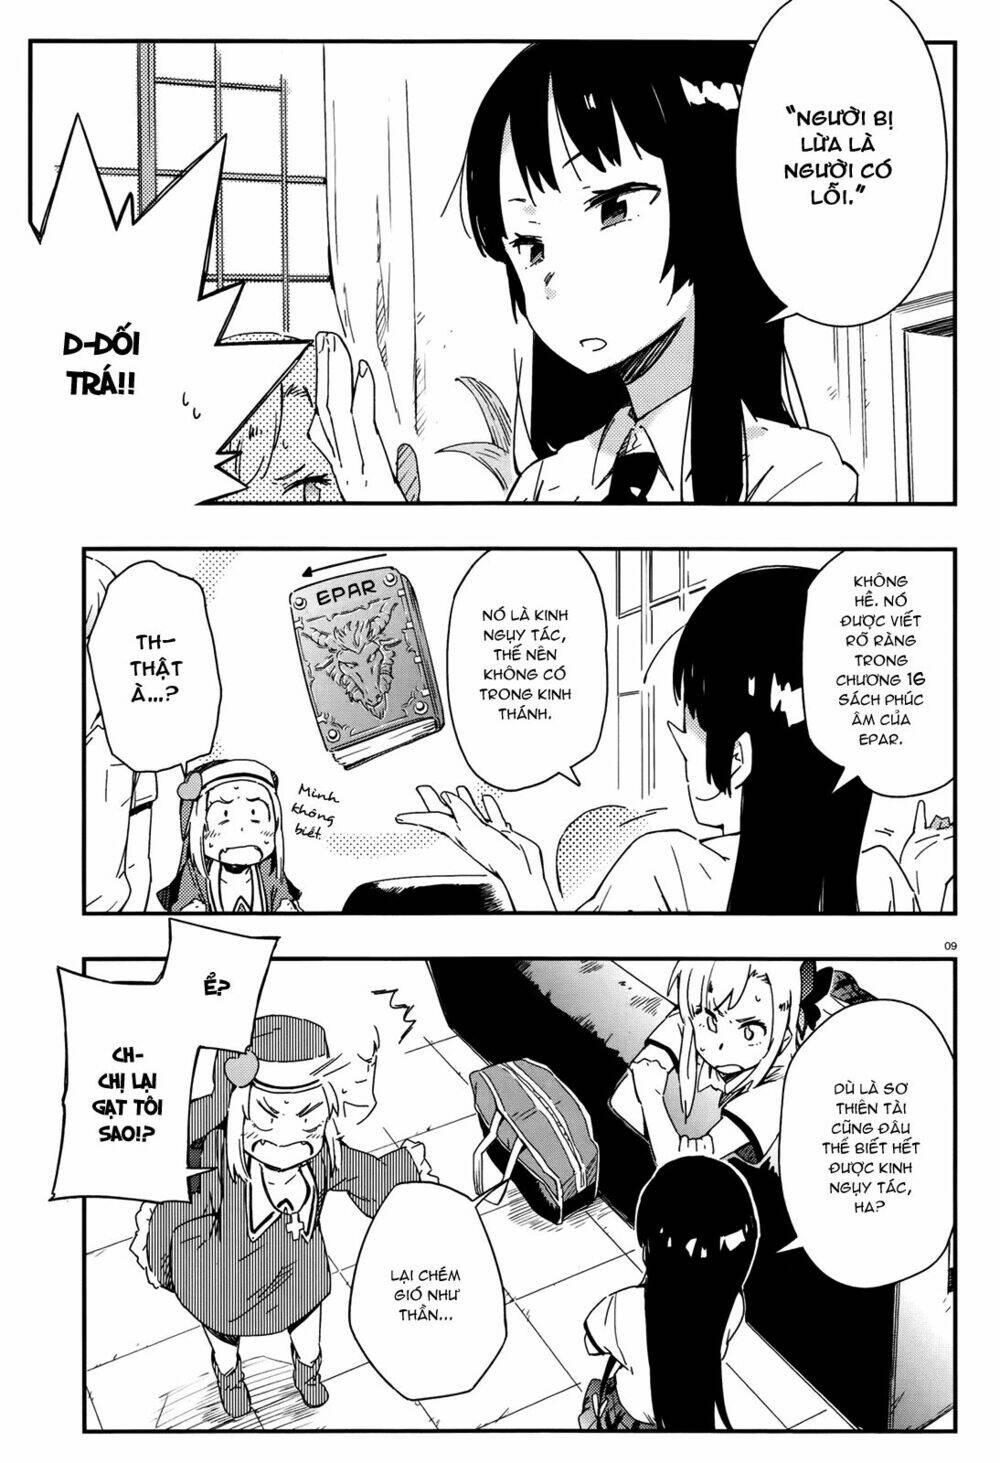 "NGƯỜI BỊ
LỪA LÀ
NGƯỜI CÓ
LỖI."
D-DỐI
TRÁ!!
KHÔNG
HỀ. NÓ
ĐƯỢC VIẾT
RÕ RÀNG
TRONG
CHƯƠNG 16
SÁCH PHÚC
ÂM CỦA
EPAR.
NÓ LÀ KINH
NGỤY TÁC,
THẾ NÊN
KHÔNG CÓ
TRONG KINH
THÁNH.
EPAR
TH-
THẬT
À...?
Mình
không
biết.
09
DÙ LÀ SƠ
THIÊN TÀI
CŨNG ĐÂU
THỂ BIẾT HẾT
ĐƯỢC KINH
NGỤY TÁC,
HA?
LẠI CHÉM
GIÓ NHƯ
THẦN...
Ể?
CH-
CHỊ LẠI
GẠT TÔI
SAO!?